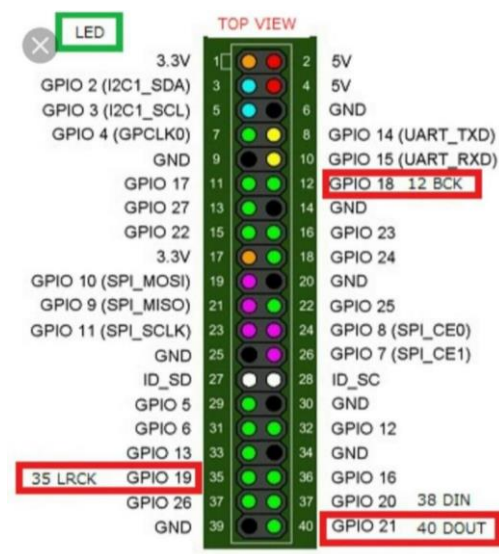 LED TOP VIEW
3.3V 1 2 5V
GPIO 2 (I2C1_SDA) 3 4 5V
GPIO 3 (I2C1_SCL) 5 6 GND
GPIO 4 (GPCLK0) 7 8 GPIO 14 (UART_TXD)
GND 9 10 GPIO 15 (UART_RXD)
GPIO 17 11 12 GPIO 18 12 BCK
GPIO 27 13 14 GND
GPIO 22 15 16 GPIO 23
3.3V 17 18 GPIO 24
GPIO 10 (SPI_MOSI) 19 20 GND
GPIO 9 (SPI_MISO) 21 22 GPIO 25
GPIO 11 (SPI_SCLK) 23 24 GPIO 8 (SPI_CE0)
GND 25 26 GPIO 7 (SPI_CE1)
ID_SD 27 28 ID_SC
GPIO 5 29 30 GND
GPIO 6 31 32 GPIO 12
GPIO 13 33 34 GND
35 LRCK GPIO 19 35 36 GPIO 16
GPIO 26 37 37 GPIO 20 38 DIN
GND 39 40 GPIO 21 40 DOUT